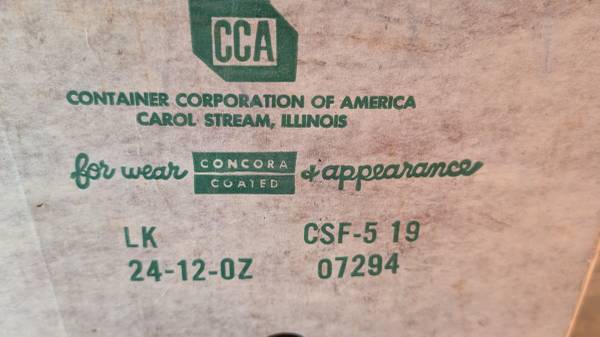 CCA
CONTAINER CORPORATION OF AMERICA
CAROL STREAM, ILLINOIS
for wear CONCORA COATED & appearance
LK CSF-5 19
24-12-OZ 07294